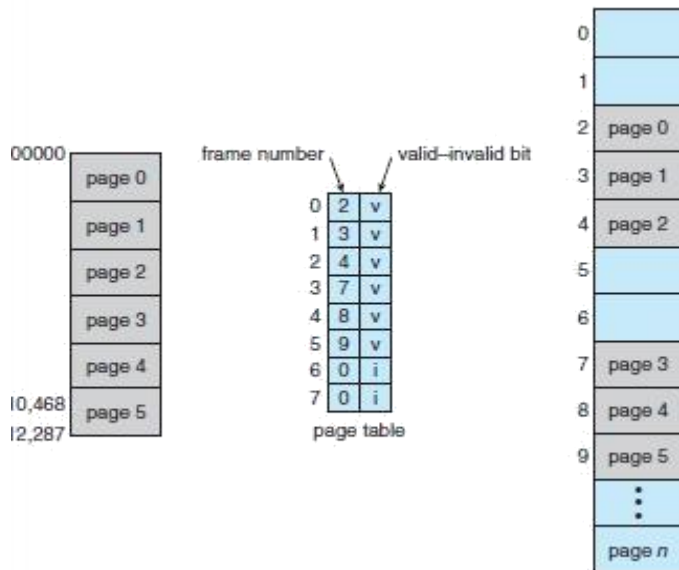 00000
page 0
page 1
page 2
page 3
page 4
10,468
page 5
12,287
frame number
valid–invalid bit
0 2 v
1 3 v
2 4 v
3 7 v
4 8 v
5 9 v
6 0 i
7 0 i
page table
0
1
2 page 0
3 page 1
4 page 2
5
6
7 page 3
8 page 4
9 page 5
page n